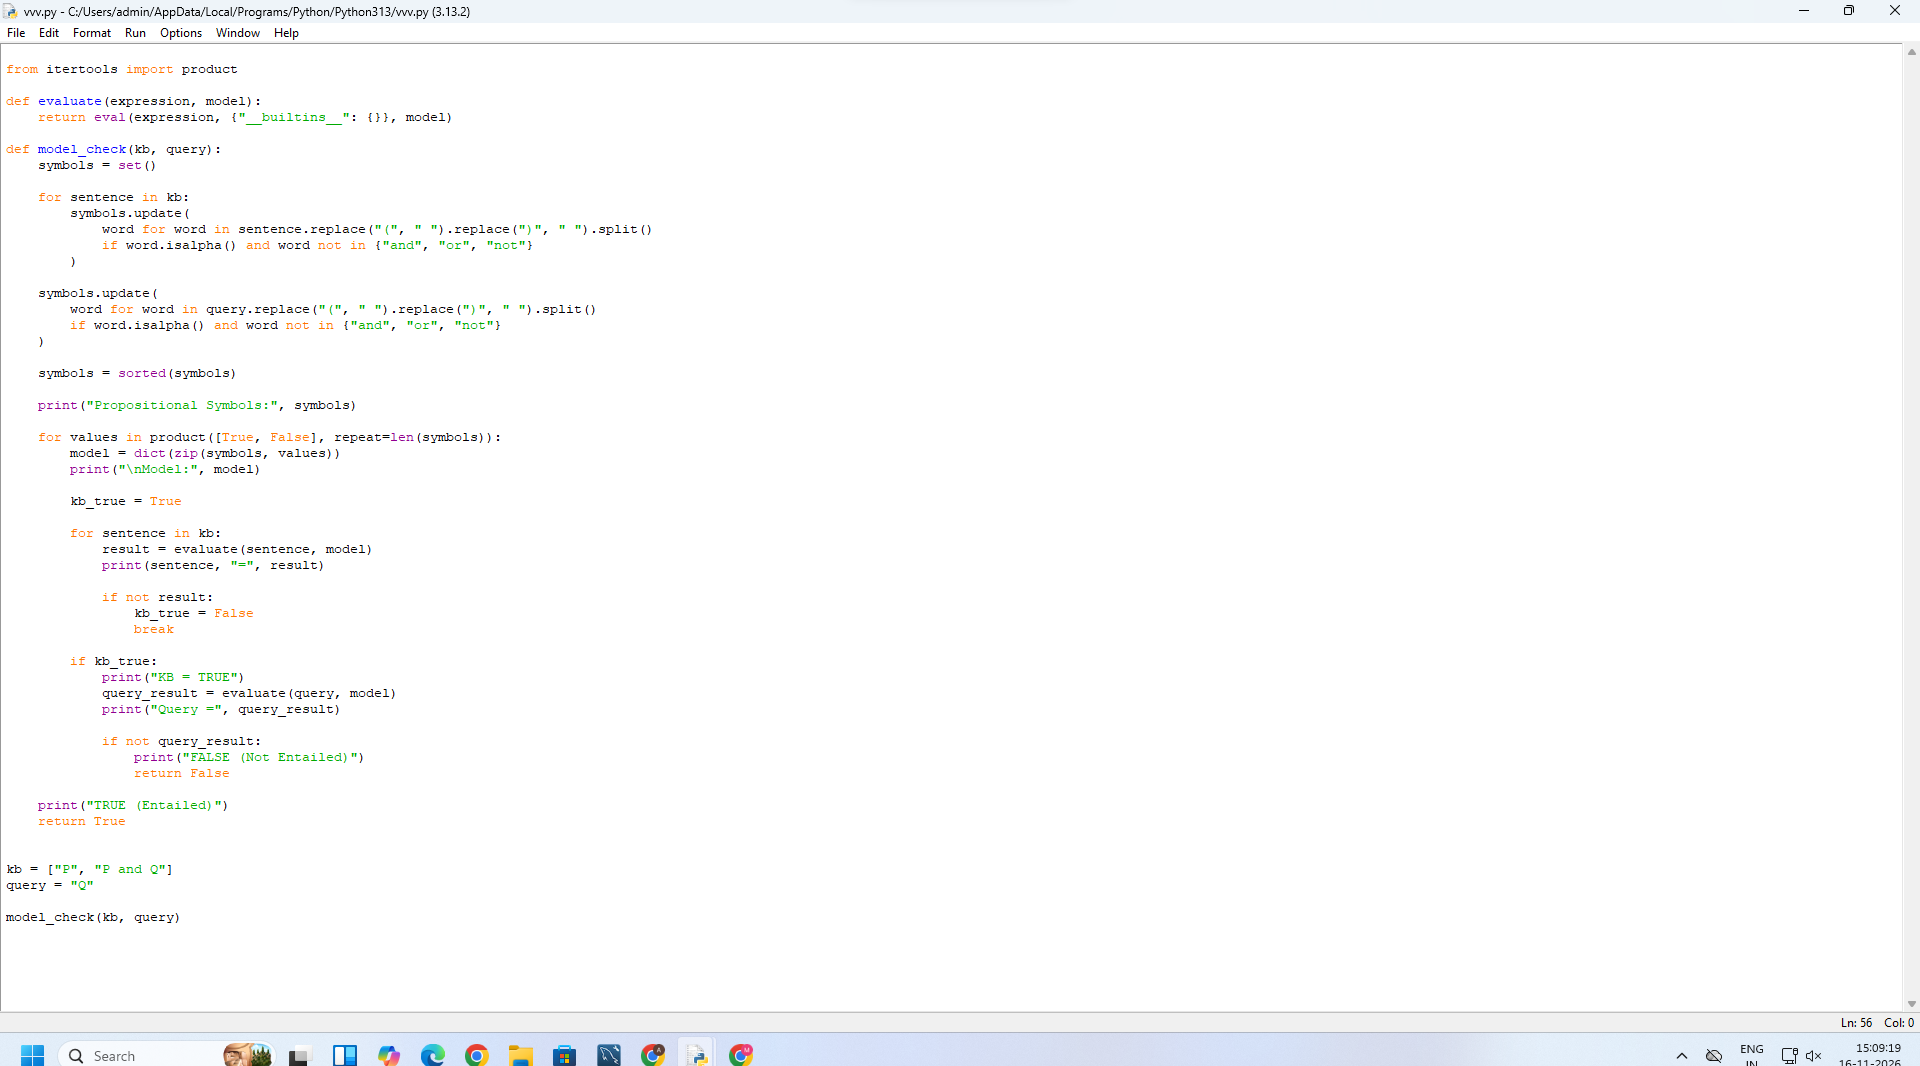 vvv.py - C:/Users/admin/AppData/Local/Programs/Python/Python313/vvv.py (3.13.2)
File Edit Format Run Options Window Help
from itertools import product
def evaluate(expression, model):
    return eval(expression, {"__builtins__": {}}, model)
def model_check(kb, query):
    symbols = set()
    for sentence in kb:
        symbols.update(
            word for word in sentence.replace("(", " ").replace(")", " ").split()
            if word.isalpha() and word not in {"and", "or", "not"}
        )
    symbols.update(
        word for word in query.replace("(", " ").replace(")", " ").split()
        if word.isalpha() and word not in {"and", "or", "not"}
    )
    symbols = sorted(symbols)
    print("Propositional Symbols:", symbols)
    for values in product([True, False], repeat=len(symbols)):
        model = dict(zip(symbols, values))
        print("\nModel:", model)
        kb_true = True
        for sentence in kb:
            result = evaluate(sentence, model)
            print(sentence, "=", result)
            if not result:
                kb_true = False
                break
        if kb_true:
            print("KB = TRUE")
            query_result = evaluate(query, model)
            print("Query =", query_result)
            if not query_result:
                print("FALSE (Not Entailed)")
                return False
    print("TRUE (Entailed)")
    return True
kb = ["P", "P and Q"]
query = "Q"
model_check(kb, query)
Ln: 56 Col: 0
Search
ENG
IN
15:09:19
16-11-2026